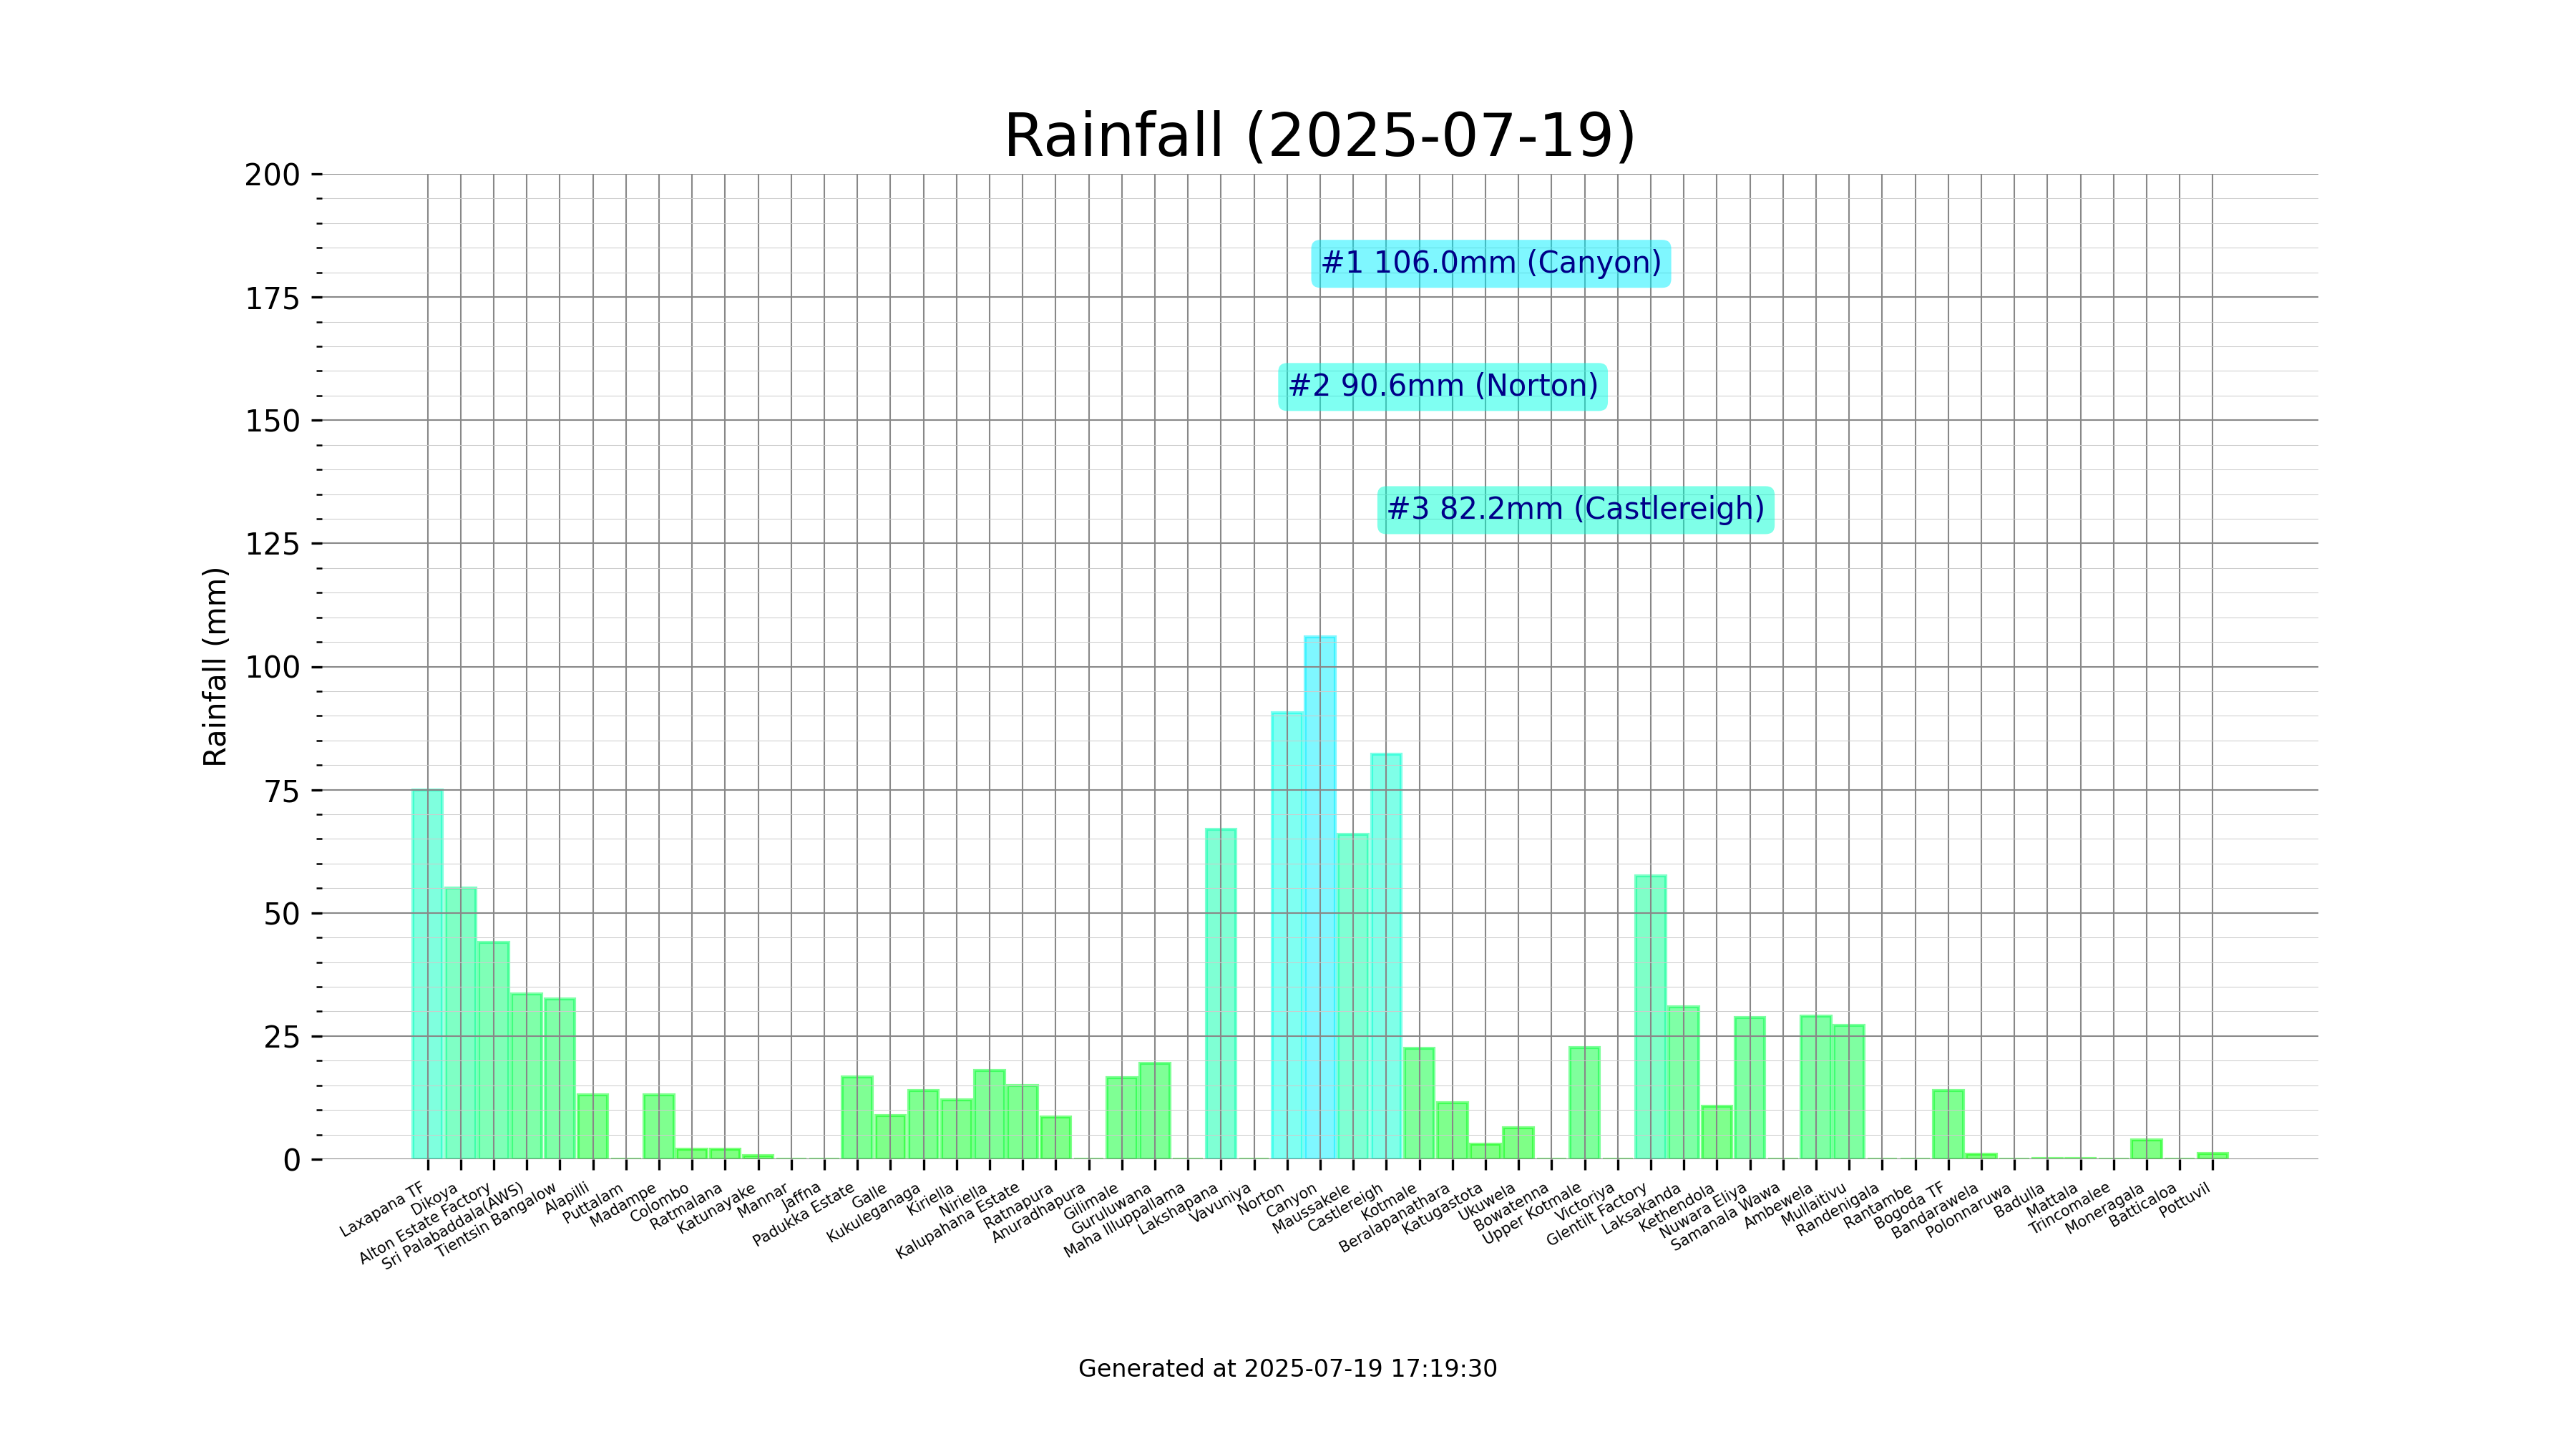 Rainfall (2025-07-19)
200
175
150
125
100
75
50
25
0
Rainfall (mm)
#1 106.0mm (Canyon)
#2 90.6mm (Norton)
#3 82.2mm (Castlereigh)
Laxapana TF
Dikoya
Alton Estate Factory
Sri Palabaddala(AWS)
Tientsin Bangalow
Alapilli
Puttalam
Madampe
Colombo
Ratmalana
Katunayake
Mannar
Jaffna
Padukka Estate
Galle
Kukuleganaga
Kiriella
Niriella
Kalupahana Estate
Ratnapura
Anuradhapura
Gilimale
Guruluwana
Maha Illuppallama
Lakshapana
Vavuniya
Norton
Canyon
Maussakele
Castlereigh
Kotmale
Beralapanathara
Katugastota
Ukuwela
Bowatenna
Upper Kotmale
Victoriya
Glentilt Factory
Laksakanda
Kethendola
Nuwara Eliya
Samanala Wawa
Ambewela
Mullaitivu
Randenigala
Rantambe
Bogoda TF
Bandarawela
Polonnaruwa
Badulla
Mattala
Trincomalee
Moneragala
Batticaloa
Pottuvil
Generated at 2025-07-19 17:19:30